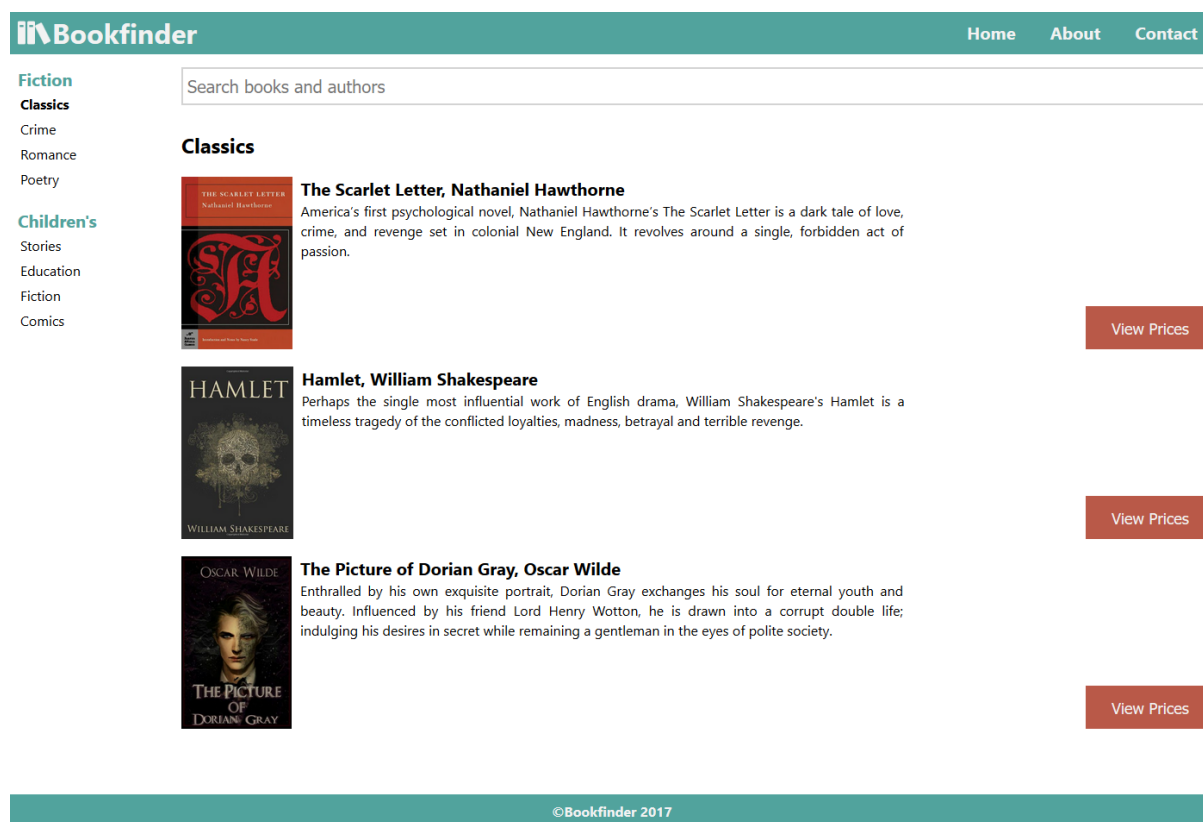 Bookfinder
Home About Contact
Fiction
Classics
Crime
Romance
Poetry
Children's
Stories
Education
Fiction
Comics
Search books and authors
Classics
THE SCARLET LETTER
Nathaniel Hawthorne
The Scarlet Letter, Nathaniel Hawthorne
America's first psychological novel, Nathaniel Hawthorne's The Scarlet Letter is a dark tale of love,
crime, and revenge set in colonial New England. It revolves around a single, forbidden act of
passion.
View Prices
HAMLET
WILLIAM SHAKESPEARE
Hamlet, William Shakespeare
Perhaps the single most influential work of English drama, William Shakespeare's Hamlet is a
timeless tragedy of the conflicted loyalties, madness, betrayal and terrible revenge.
View Prices
OSCAR WILDE
THE PICTURE
OF
DORIAN GRAY
The Picture of Dorian Gray, Oscar Wilde
Enthralled by his own exquisite portrait, Dorian Gray exchanges his soul for eternal youth and
beauty. Influenced by his friend Lord Henry Wotton, he is drawn into a corrupt double life;
indulging his desires in secret while remaining a gentleman in the eyes of polite society.
View Prices
©Bookfinder 2017